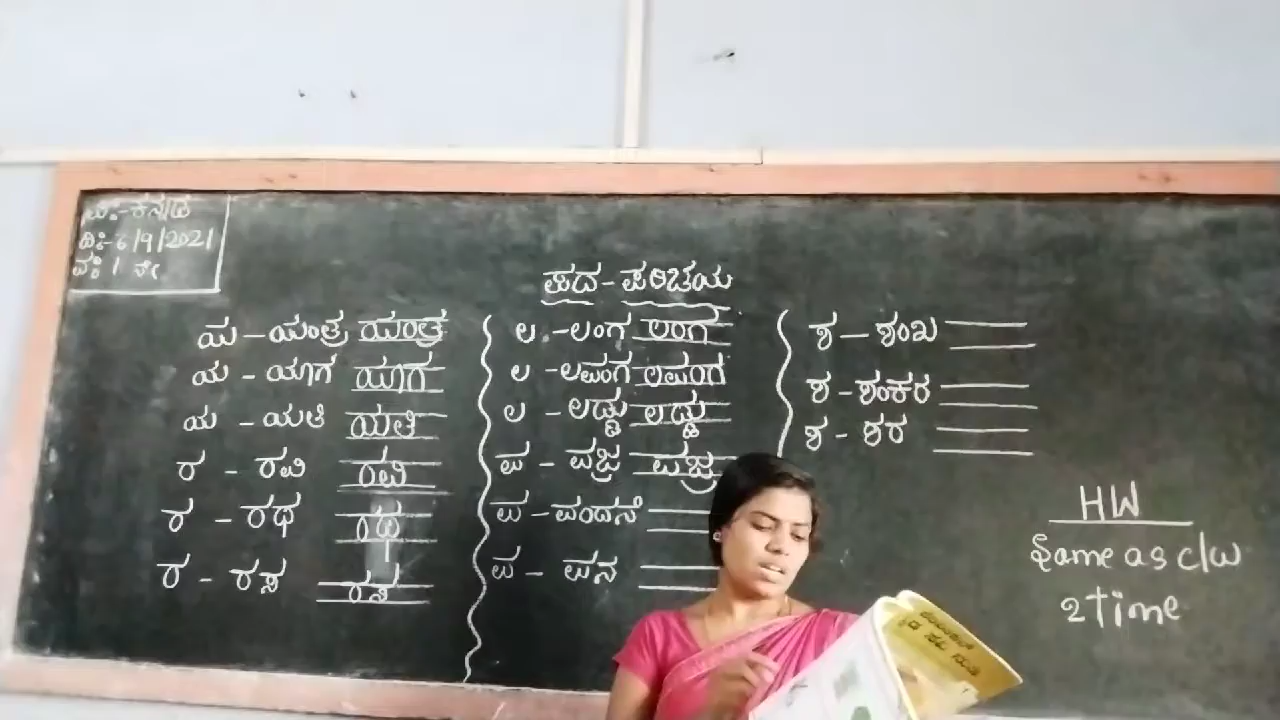 ವಿ:-ಕನ್ನಡ
ದಿ:-6/9/2021
ವ:- 1 ನೇ
ಪದ-ಪರಿಚಯ
ಯ - ಯಂತ್ರ ಯಂತ್ರ
ಯ - ಯಾಗ ಯಾಗ
ಯ - ಯತಿ ಯತಿ
ರ - ರವಿ ರವಿ
ರ - ರಥ ರಥ
ರ - ರಸ ರಸ
ಲ - ಲಂಗ ಲಂಗ
ಲ - ಲವಂಗ ಲವಂಗ
ಲ - ಲಡ್ಡು ಲಡ್ಡು
ವ - ವಜ್ರ ವಜ್ರ
ವ - ವಂದನೆ
ವ - ವನ
ಶ - ಶಂಖ
ಶ - ಶಂಕರ
ಶ - ಶರ
HW
Same as c/w
2 Time